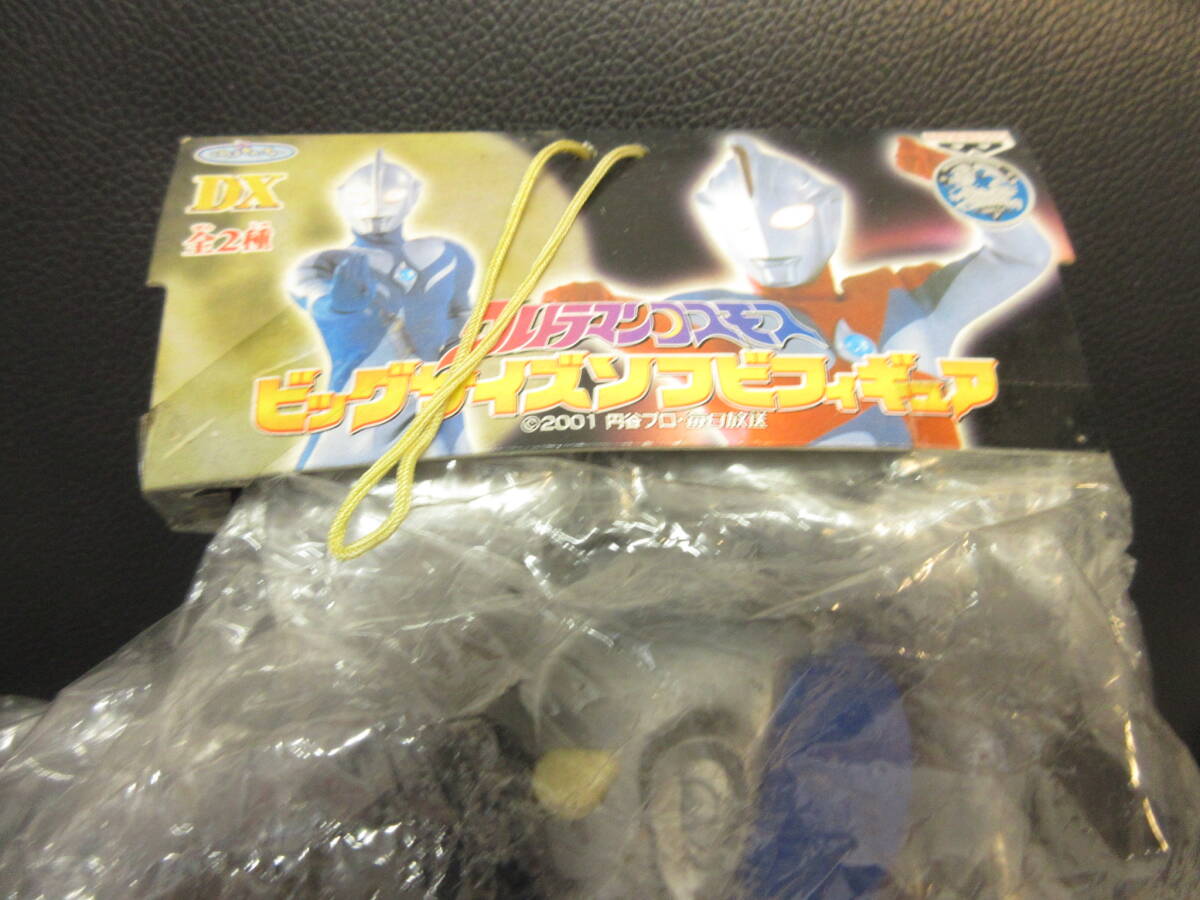 DX
全2種
ウルトラマンコスモス
ビッグサイズソフビフィギュア
©2001 円谷プロ・毎日放送